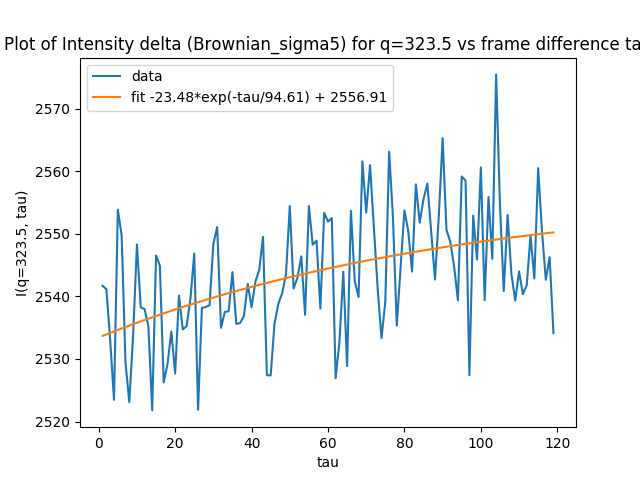 Plot of Intensity delta (Brownian_sigma5) for q=323.5 vs frame difference ta
data
fit -23.48*exp(-tau/94.61) + 2556.91
I(q=323.5, tau)
2570
2560
2550
2540
2530
2520
0 20 40 60 80 100 120
tau